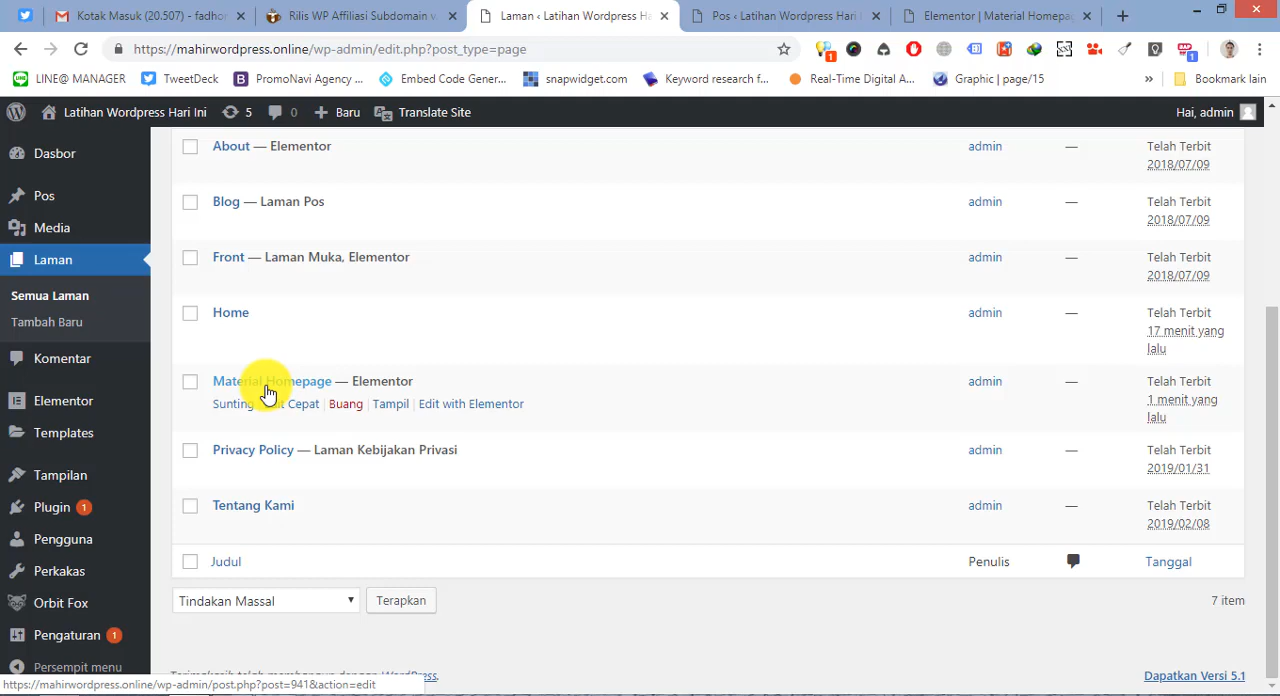 Kotak Masuk (20.507) - fadho
Rilis WP Affiliasi Subdomain v
Laman ‹ Latihan Wordpress Ha
Pos ‹ Latihan Wordpress Hari I
Elementor | Material Homepag
https://mahirwordpress.online/wp-admin/edit.php?post_type=page
1
1
LINE@ MANAGER
TweetDeck
PromoNavi Agency ...
Embed Code Gener...
snapwidget.com
Keyword research f...
Real-Time Digital A...
Graphic | page/15
»
Bookmark lain
Latihan Wordpress Hari Ini
5
0
Baru
Translate Site
Hai, admin
Dasbor
Pos
Media
Laman
Semua Laman
Tambah Baru
Komentar
Elementor
Templates
Tampilan
Plugin 1
Pengguna
Perkakas
Orbit Fox
Pengaturan 1
Persempit menu
About — Elementor
admin
—
Telah Terbit
2018/07/09
Blog — Laman Pos
admin
—
Telah Terbit
2018/07/09
Front — Laman Muka, Elementor
admin
—
Telah Terbit
2018/07/09
Home
admin
—
Telah Terbit
17 menit yang
lalu
Material Homepage — Elementor
Sunting Cepat | Buang | Tampil | Edit with Elementor
admin
—
Telah Terbit
1 menit yang
lalu
Privacy Policy — Laman Kebijakan Privasi
admin
—
Telah Terbit
2019/01/31
Tentang Kami
admin
—
Telah Terbit
2019/02/08
Judul
Penulis
Tanggal
Tindakan Massal
Terapkan
7 item
WordPress.
Dapatkan Versi 5.1
https://mahirwordpress.online/wp-admin/post.php?post=941&action=edit